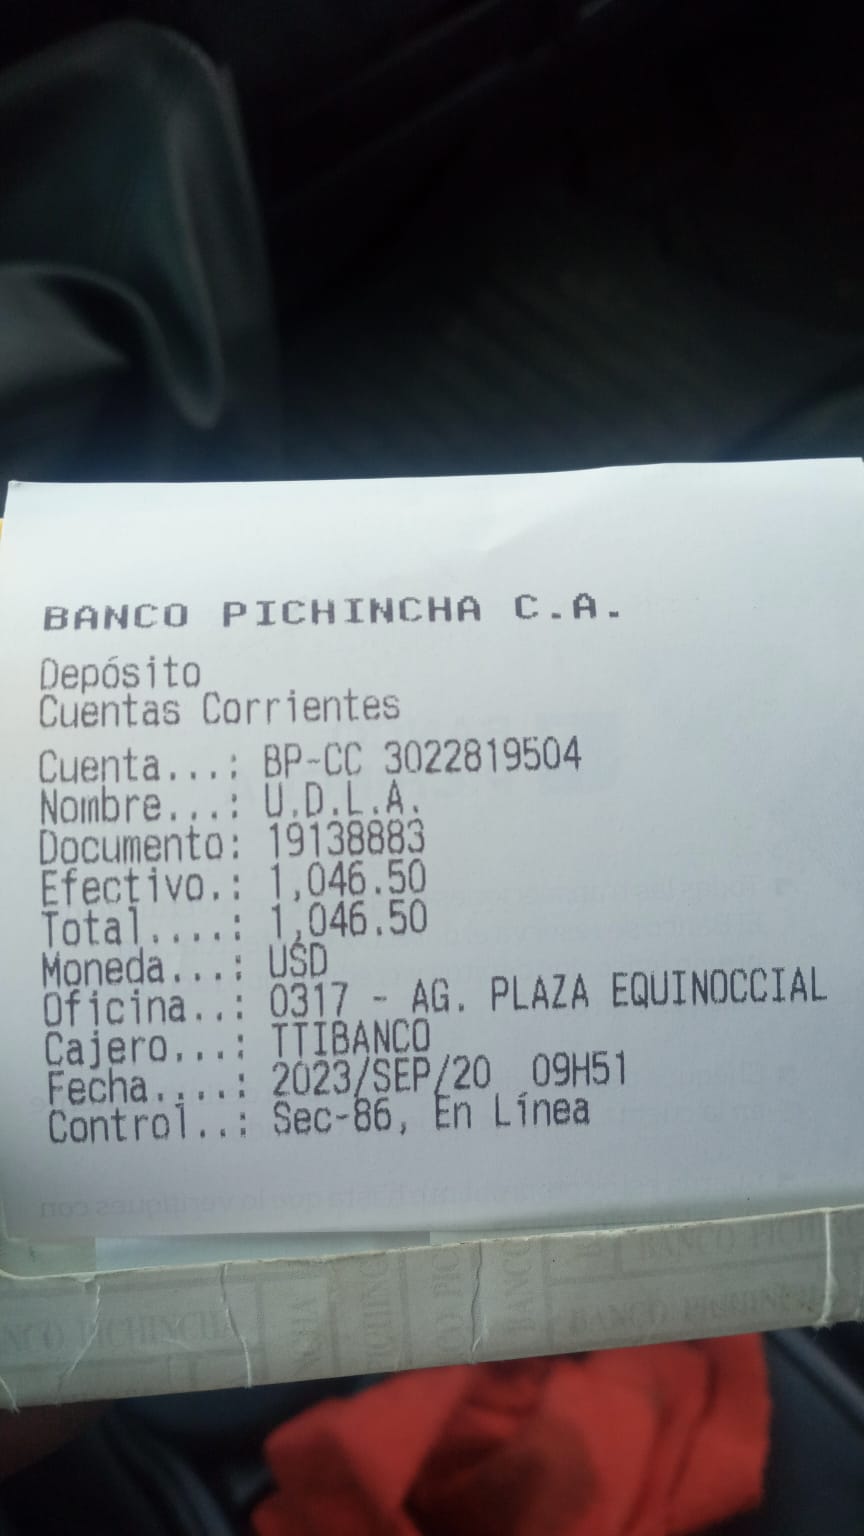 BANCO PICHINCHA C.A.
Depósito
Cuentas Corrientes
Cuenta...: BP-CC 3022819504
Nombre...: U.D.L.A.
Documento: 19138883
Efectivo.: 1,046.50
Total....: 1,046.50
Moneda...: USD
Oficina..: 0317 - AG. PLAZA EQUINOCCIAL
Cajero...: TTIBANCO
Fecha....: 2023/SEP/20 09H51
Control..: Sec-86, En Línea
BANCO PICHINCHA